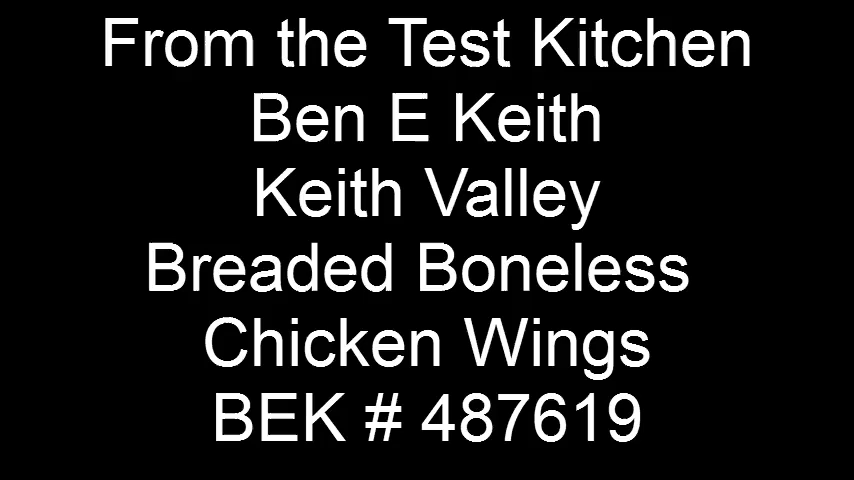 From the Test Kitchen
Ben E Keith
Keith Valley
Breaded Boneless
Chicken Wings
BEK # 487619